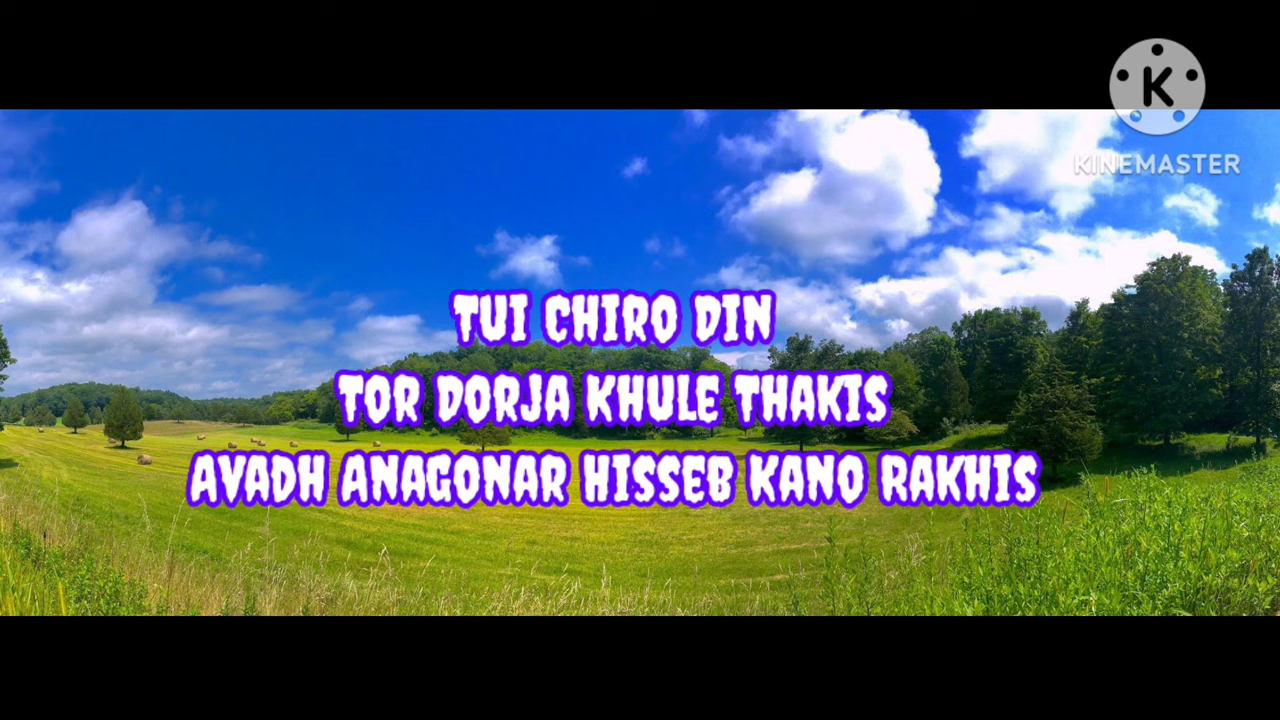 KINEMASTER
TUI CHIRO DIN
TOR DORJA KHULE THAKIS
AVADH ANAGONAR HISSEB KANO RAKHIS